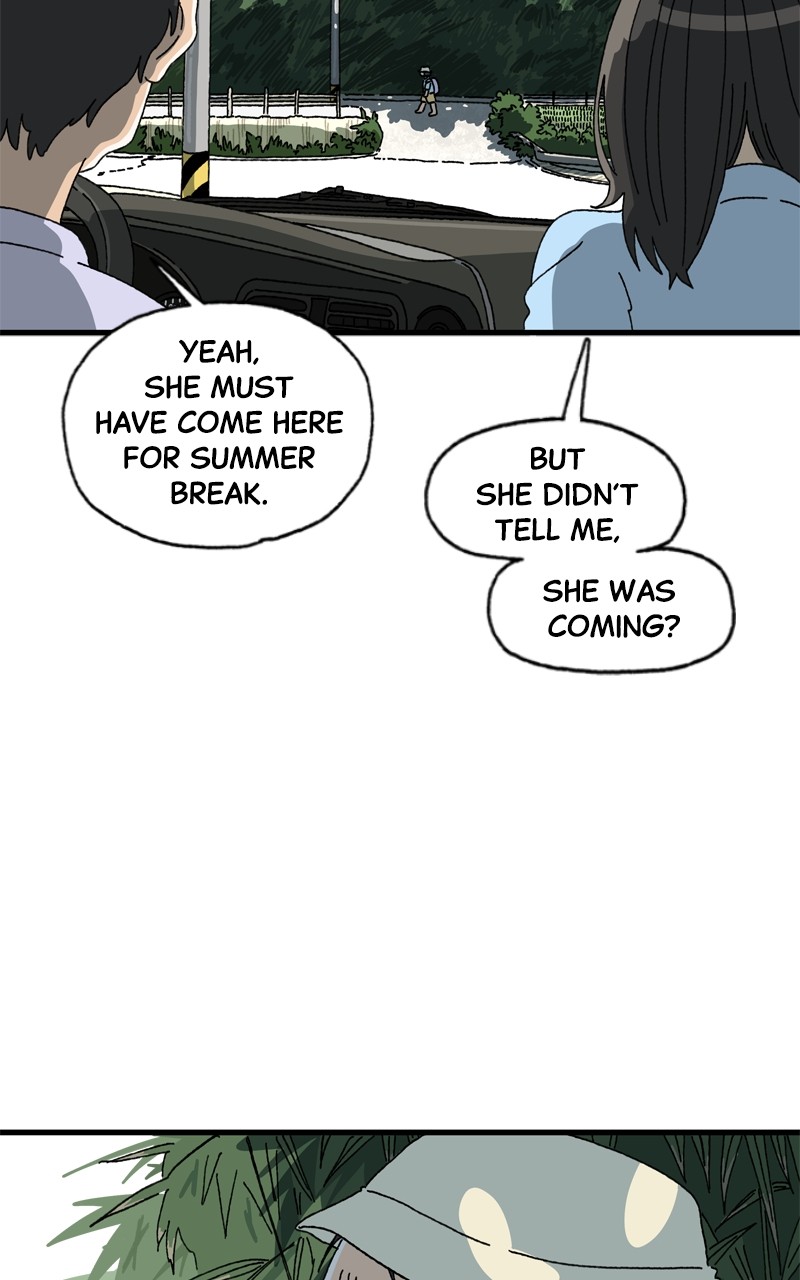 YEAH,
SHE MUST
HAVE COME HERE
FOR SUMMER
BREAK.
BUT
SHE DIDN'T
TELL ME,
SHE WAS
COMING?